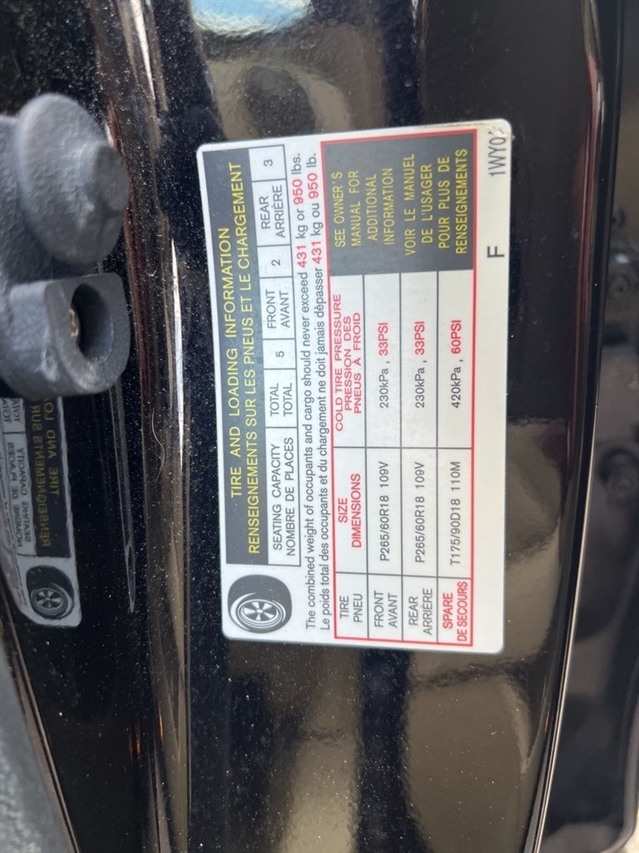 TIRE AND LOADING INFORMATION
RENSEIGNEMENTS SUR LES PNEUS ET LE CHARGEMENT
SEATING CAPACITY
NOMBRE DE PLACES
TOTAL
TOTAL
5
FRONT
AVANT
2
REAR
ARRIÈRE
3
The combined weight of occupants and cargo should never exceed 431 kg or 950 lbs.
Le poids total des occupants et du chargement ne doit jamais dépasser 431 kg ou 950 lb.
TIRE
PNEU
SIZE
DIMENSIONS
COLD TIRE PRESSURE
PRESSION DES
PNEUS A FROID
SEE OWNER'S
MANUAL FOR
ADDITIONAL
INFORMATION
VOIR LE MANUEL
DE L'USAGER
POUR PLUS DE
RENSEIGNEMENTS
FRONT
AVANT
P265/60R18 109V
230kPa , 33PSI
REAR
ARRIÈRE
P265/60R18 109V
230kPa , 33PSI
SPARE
DE SECOURS
T175/90D18 110M
420kPa , 60PSI
F
1WY0